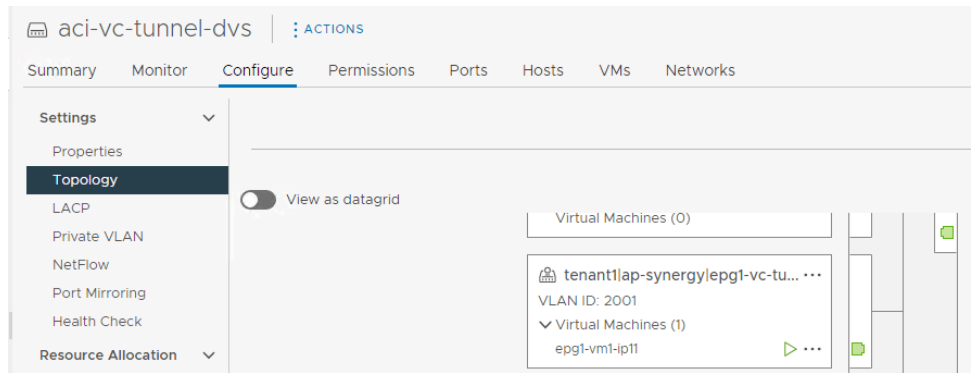 aci-vc-tunnel-dvs ACTIONS
Summary Monitor Configure Permissions Ports Hosts VMs Networks
Settings
Properties
Topology
LACP
Private VLAN
NetFlow
Port Mirroring
Health Check
Resource Allocation
View as datagrid
Virtual Machines (0)
tenant1|ap-synergy|epg1-vc-tu...
VLAN ID: 2001
Virtual Machines (1)
epg1-vm1-ip11